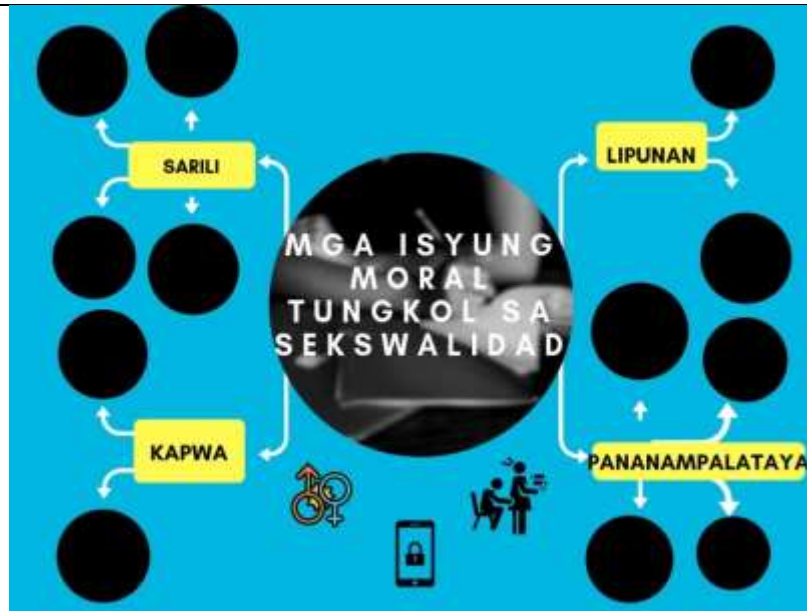 SARILI
LIPUNAN
MGA ISYUNG
MORAL
TUNGKOL SA
SEKSWALIDAD
KAPWA
PANANAMPALATAYA